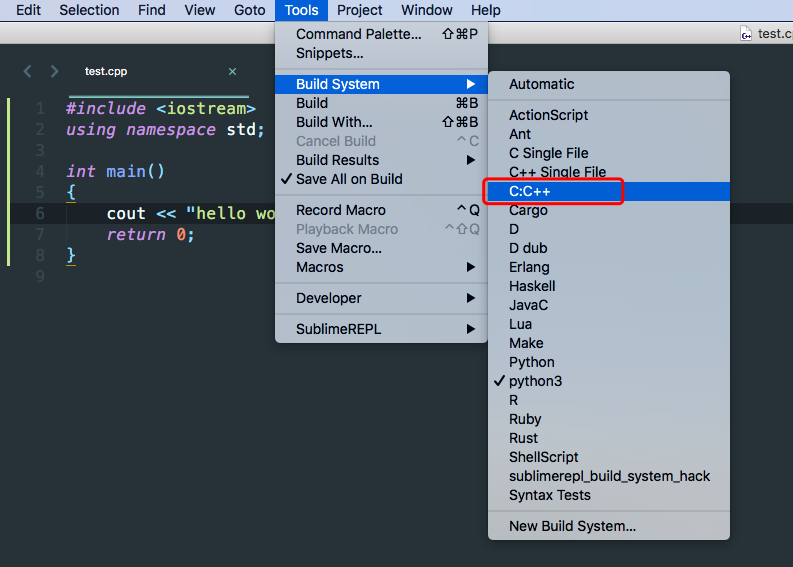 Edit Selection Find View Goto Tools Project Window Help
test.c
test.cpp ×
Command Palette... ⇧⌘P
Snippets...
Build System ▶
Build ⌘B
Build With... ⇧⌘B
Cancel Build ⌃C
Build Results ▶
✓ Save All on Build
Record Macro ⌃Q
Playback Macro ⌃⇧Q
Save Macro...
Macros ▶
Developer ▶
SublimeREPL ▶
Automatic
ActionScript
Ant
C Single File
C++ Single File
C:C++
Cargo
D
D dub
Erlang
Haskell
JavaC
Lua
Make
Python
✓ python3
R
Ruby
Rust
ShellScript
sublimerepl_build_system_hack
Syntax Tests
New Build System...
1 #include <iostream>
2 using namespace std;
3
4 int main()
5 {
6 cout << "hello wo
7 return 0;
8 }
9